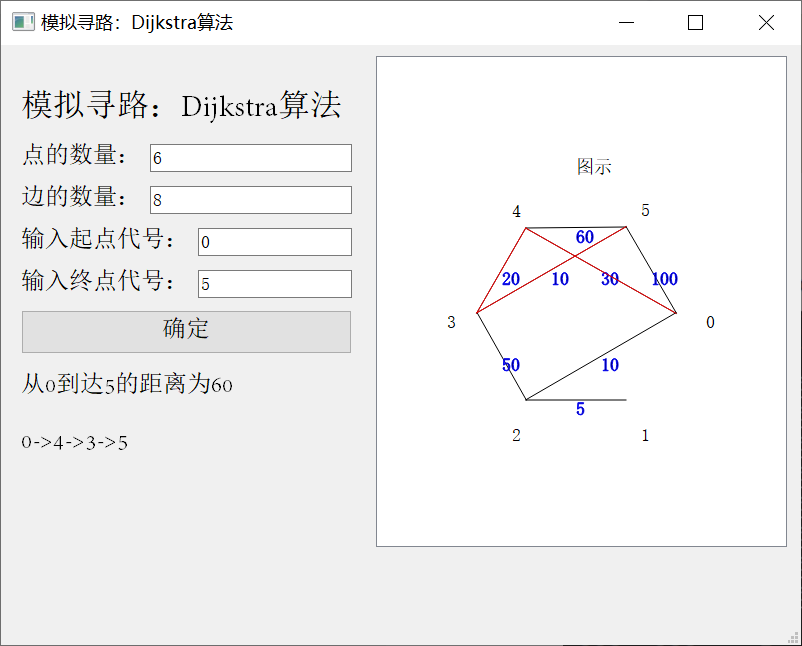 模拟寻路：Dijkstra算法
模拟寻路：Dijkstra算法
点的数量： 6
边的数量： 8
输入起点代号： 0
输入终点代号： 5
确定
从0到达5的距离为60
0->4->3->5
图示
4 5
60
20 10 30 100
3 0
50 10
5
2 1